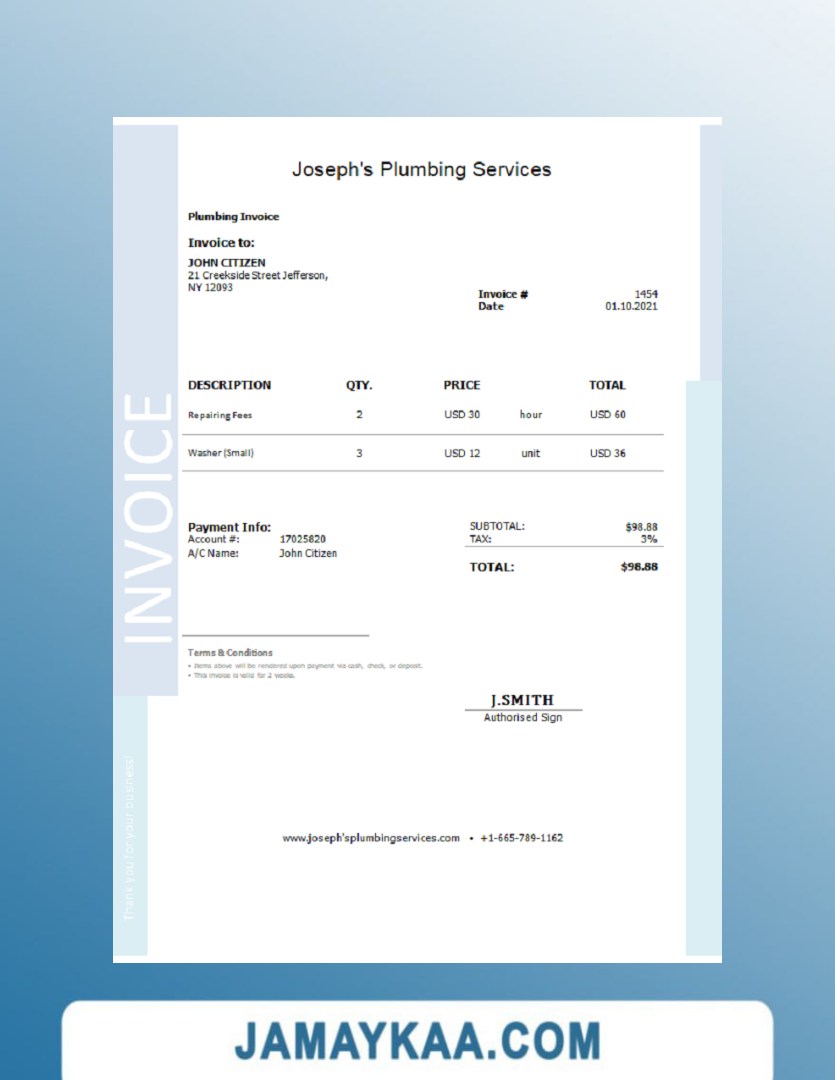 Joseph's Plumbing Services
Plumbing Invoice
Invoice to:
JOHN CITIZEN
21 Creekside Street Jefferson,
NY 12093
Invoice # 1454
Date 01.10.2021
DESCRIPTION QTY. PRICE TOTAL
Repairing Fees 2 USD 30 hour USD 60
Washer (Small) 3 USD 12 unit USD 36
INVOICE
Payment Info:
Account #: 17025820
A/C Name: John Citizen
SUBTOTAL: $98.88
TAX: 3%
TOTAL: $98.88
Terms & Conditions
• Items above will be rendered upon payment via cash, check, or deposit.
• This invoice is valid for 2 weeks.
J.SMITH
Authorised Sign
Thank you for your business!
www.joseph'splumbingservices.com • +1-665-789-1162
JAMAYKAA.COM